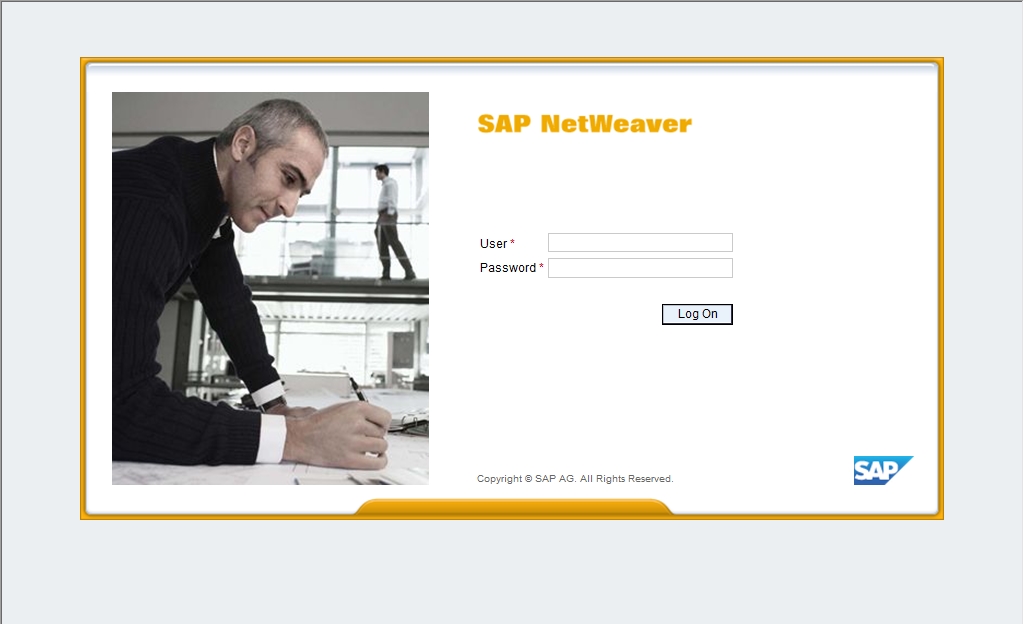 SAP NetWeaver
User *
Password *
Log On
Copyright © SAP AG. All Rights Reserved.
SAP